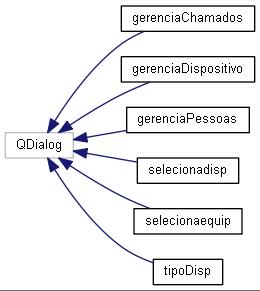 gerenciaChamados
gerenciaDispositivo
gerenciaPessoas
QDialog
selecionadisp
selecionaequip
tipoDisp